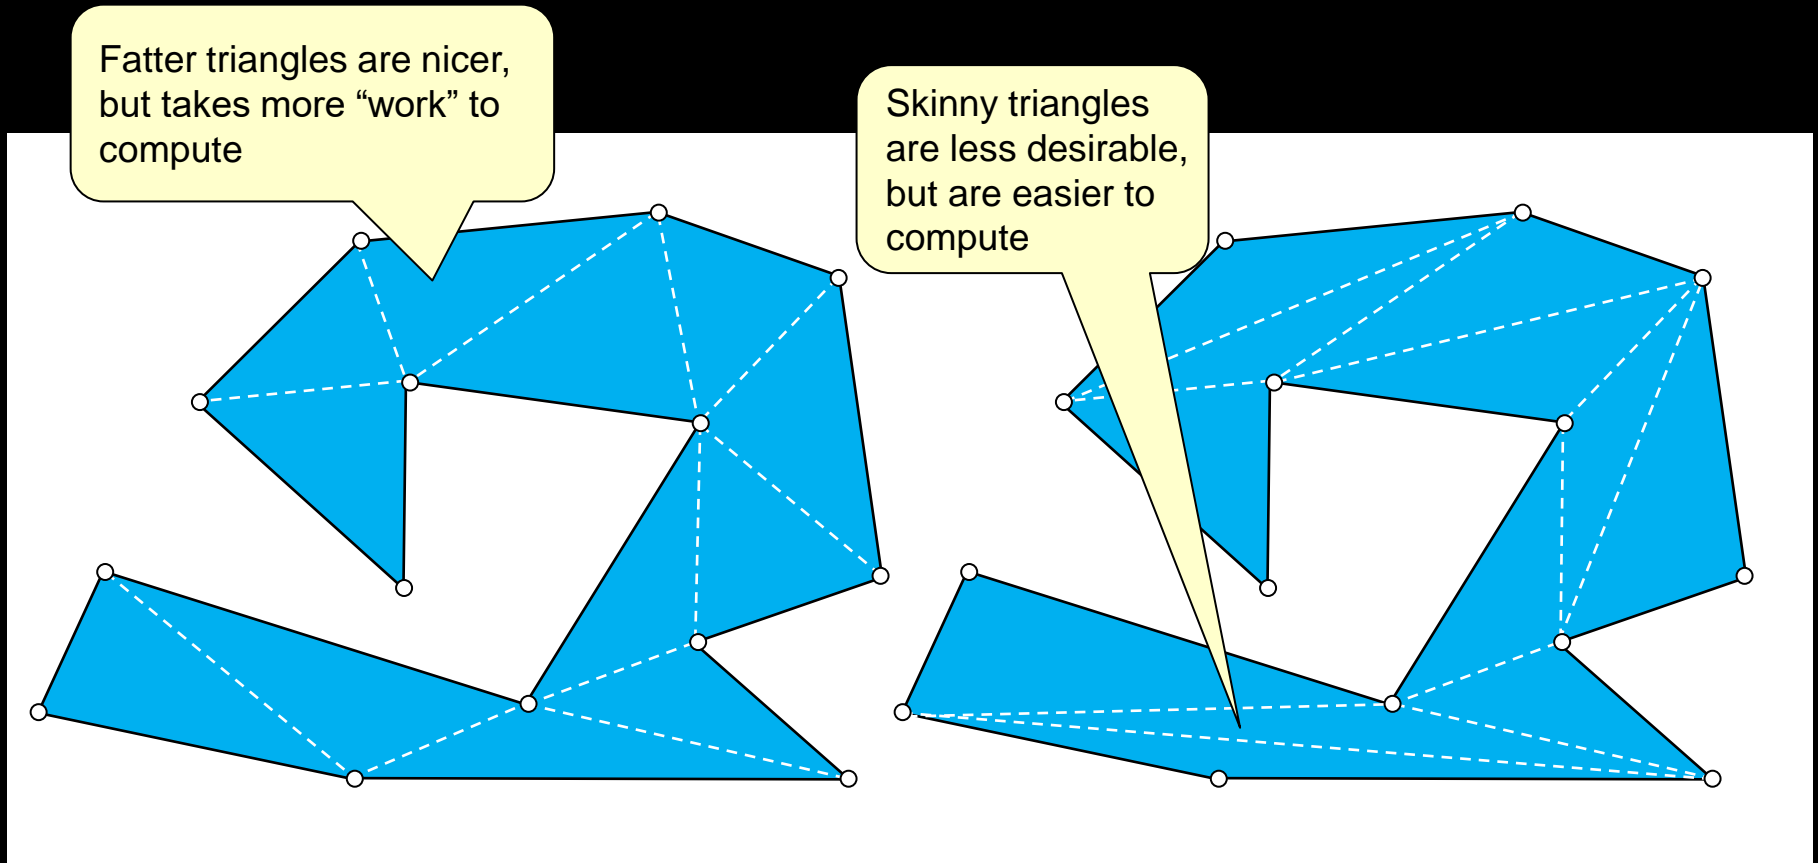 Fatter triangles are nicer,
but takes more “work” to
compute
Skinny triangles
are less desirable,
but are easier to
compute